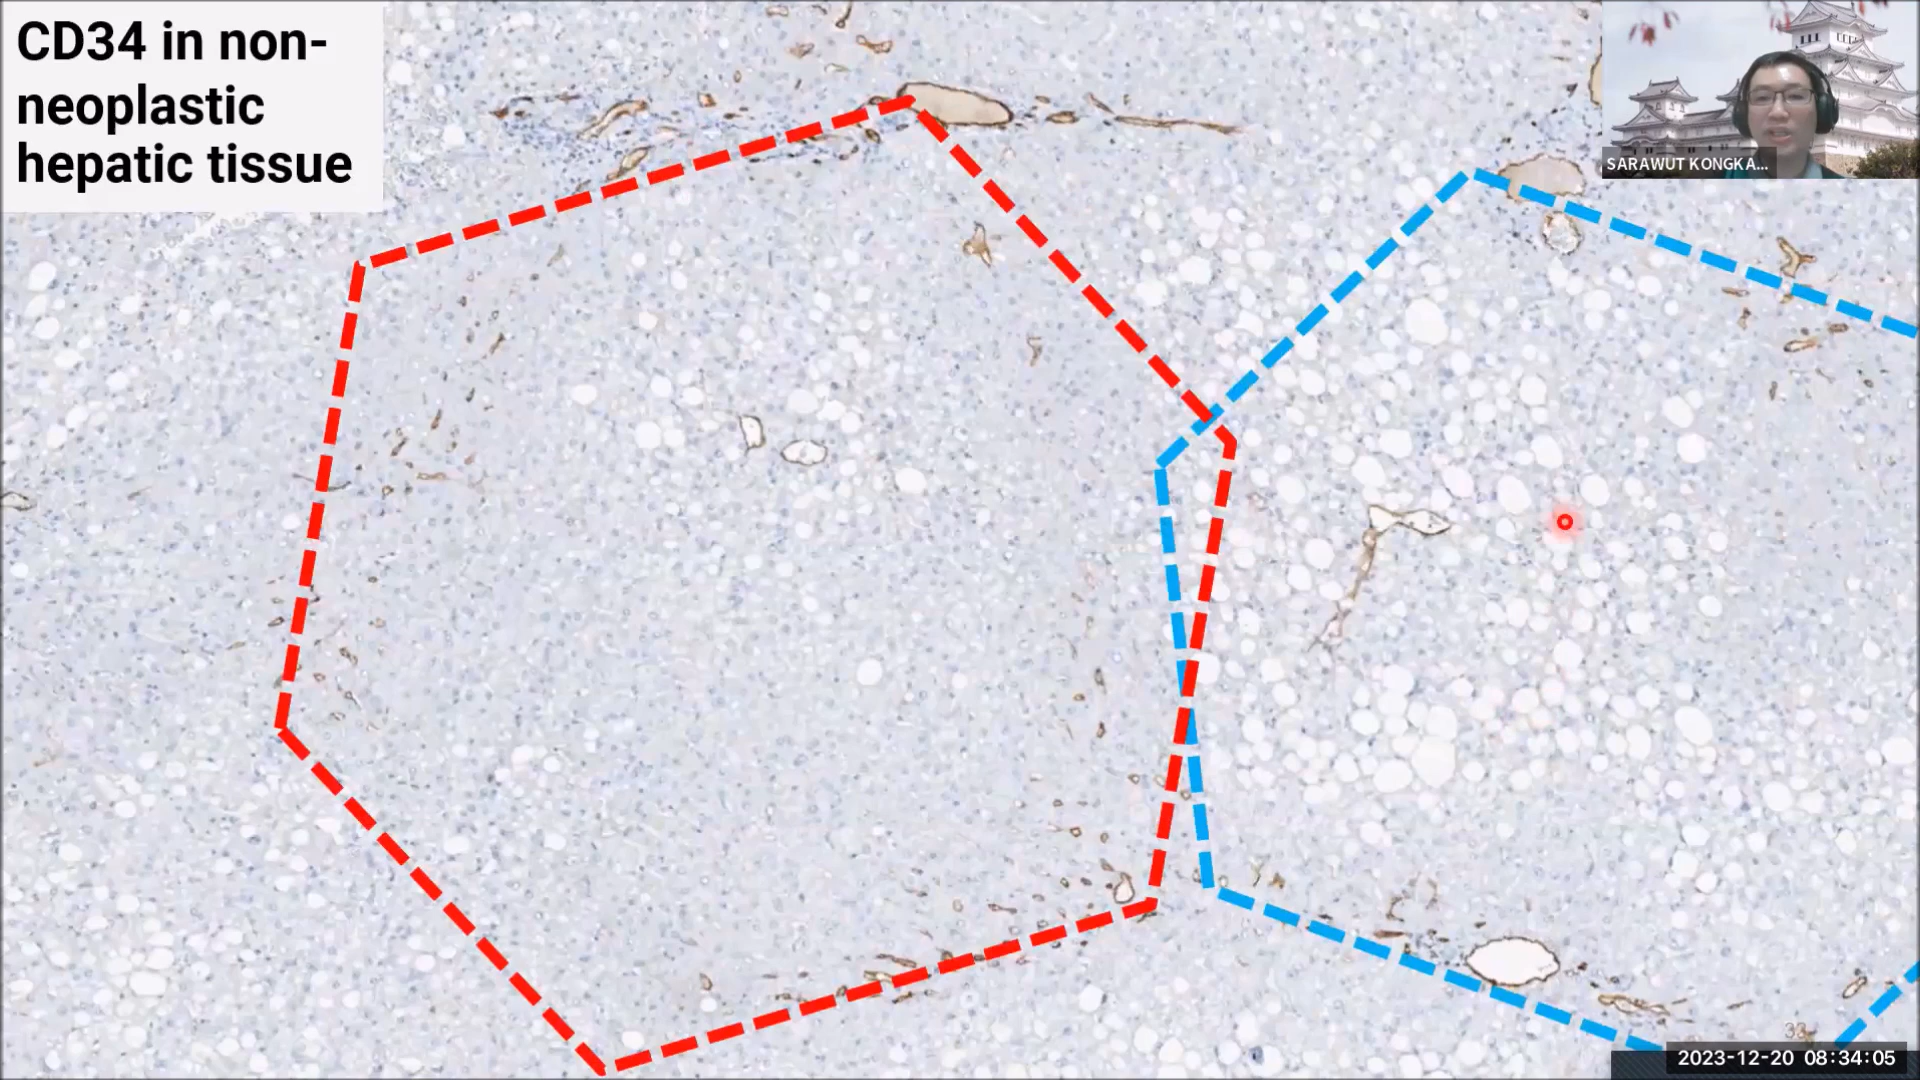 CD34 in non-
neoplastic
hepatic tissue
SARAWUT KONGKA...
33
2023-12-20 08:34:05